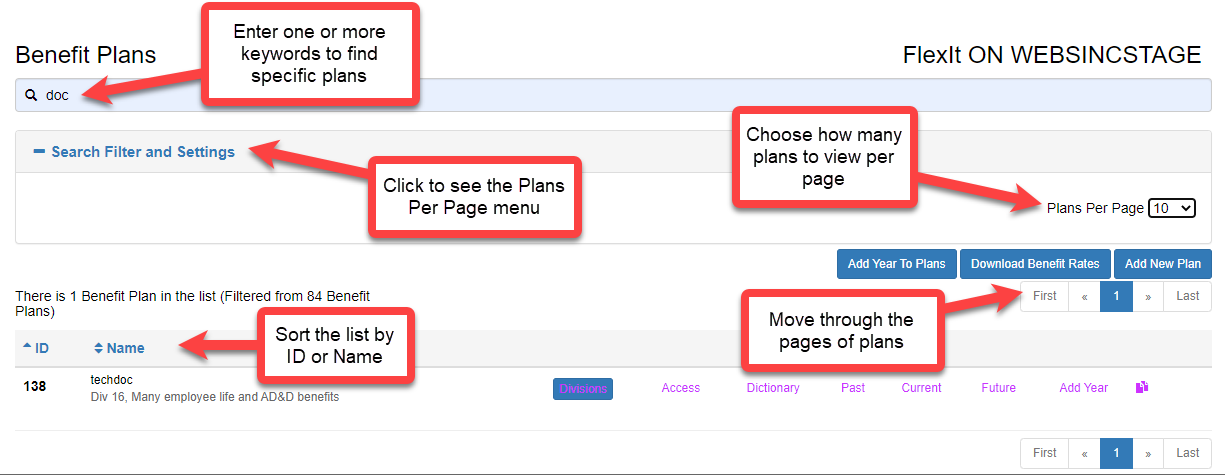 Enter one or more
keywords to find
specific plans
Benefit Plans
FlexIt ON WEBSINCSTAGE
doc
Choose how many
plans to view per
page
Search Filter and Settings
Click to see the Plans
Per Page menu
Plans Per Page 10
Add Year To Plans Download Benefit Rates Add New Plan
There is 1 Benefit Plan in the list (Filtered from 84 Benefit
Plans)
First « 1 » Last
Move through the
pages of plans
Sort the list by
ID or Name
ID Name
138 techdoc
Div 16, Many employee life and AD&D benefits
Divisions Access Dictionary Past Current Future Add Year
First « 1 » Last